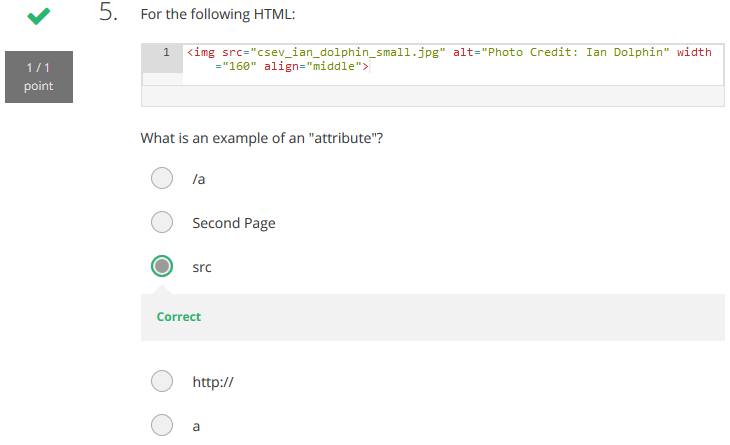 5. For the following HTML:
1 / 1
point
1 <img src="csev_ian_dolphin_small.jpg" alt="Photo Credit: Ian Dolphin" width
="160" align="middle">
What is an example of an "attribute"?
/a
Second Page
src
Correct
http://
a